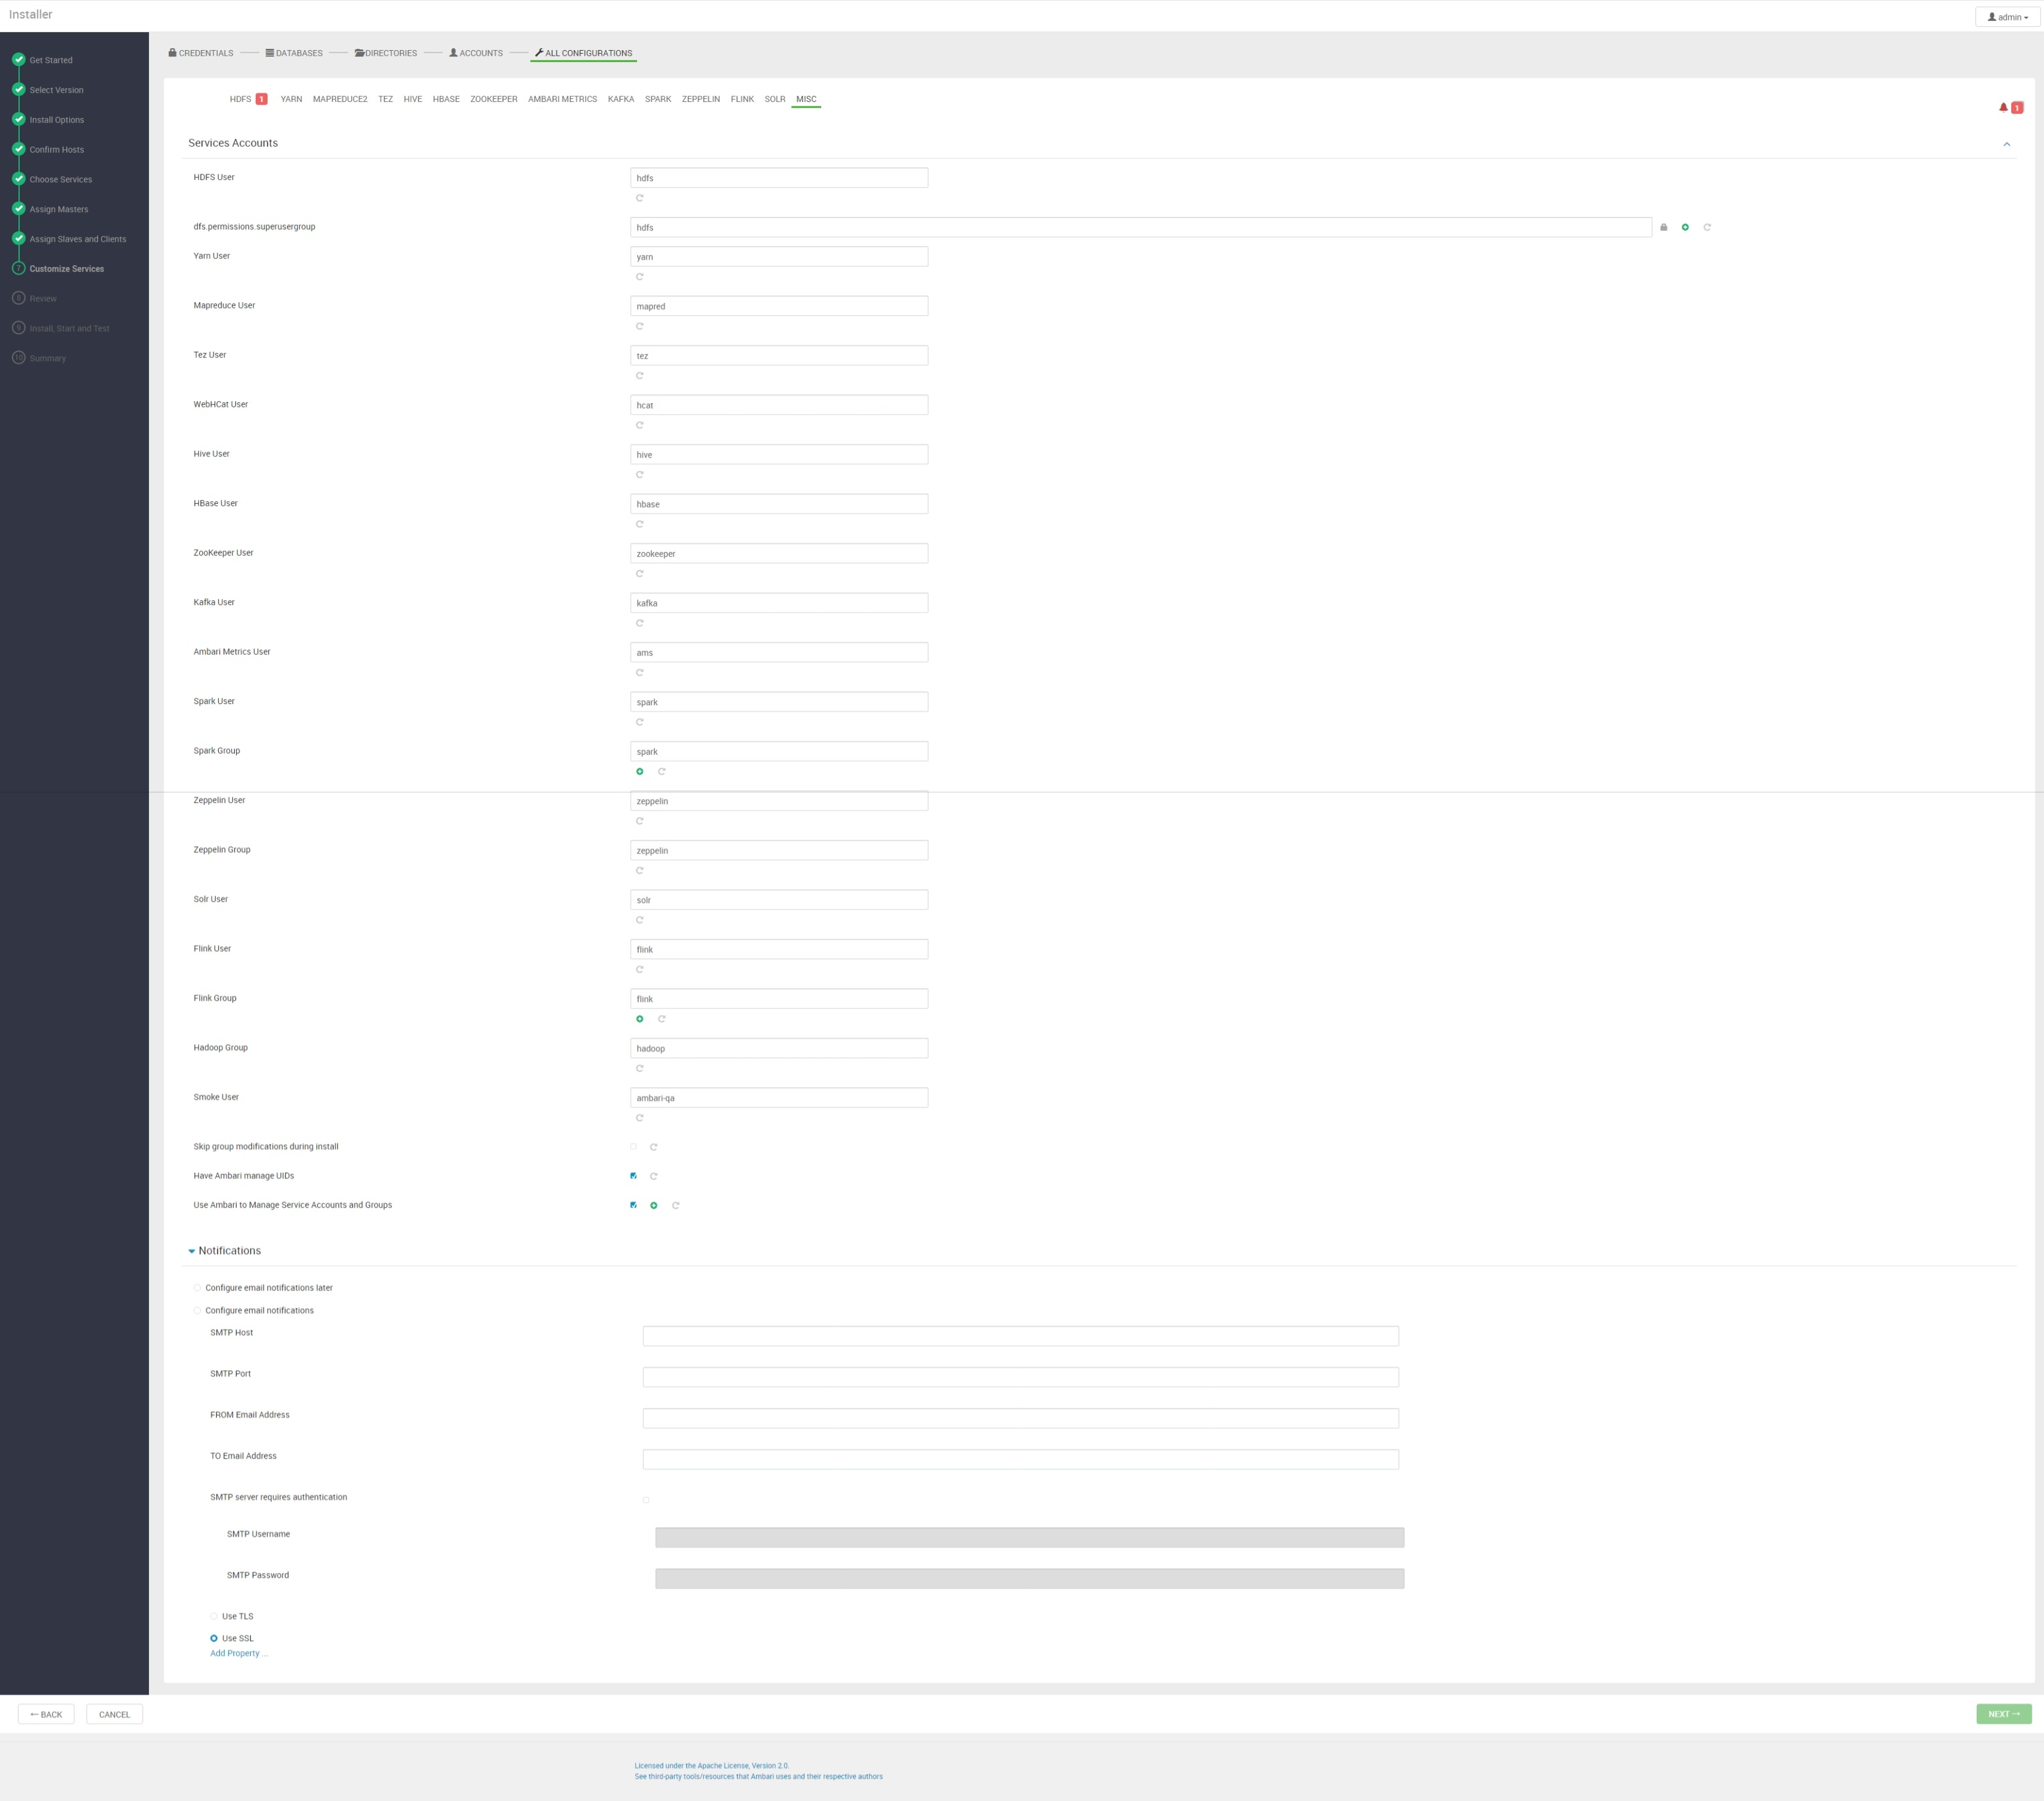 Installer
admin
Get Started
Select Version
Install Options
Confirm Hosts
Choose Services
Assign Masters
Assign Slaves and Clients
7 Customize Services
8 Review
9 Install, Start and Test
10 Summary
CREDENTIALS DATABASES DIRECTORIES ACCOUNTS ALL CONFIGURATIONS
HDFS 1 YARN MAPREDUCE2 TEZ HIVE HBASE ZOOKEEPER AMBARI METRICS KAFKA SPARK ZEPPELIN FLINK SOLR MISC
1
Services Accounts
HDFS User hdfs
dfs.permissions.superusergroup hdfs
Yarn User yarn
Mapreduce User mapred
Tez User tez
WebHCat User hcat
Hive User hive
HBase User hbase
ZooKeeper User zookeeper
Kafka User kafka
Ambari Metrics User ams
Spark User spark
Spark Group spark
Zeppelin User zeppelin
Zeppelin Group zeppelin
Solr User solr
Flink User flink
Flink Group flink
Hadoop Group hadoop
Smoke User ambari-qa
Skip group modifications during install
Have Ambari manage UIDs
Use Ambari to Manage Service Accounts and Groups
Notifications
Configure email notifications later
Configure email notifications
SMTP Host
SMTP Port
FROM Email Address
TO Email Address
SMTP server requires authentication
SMTP Username
SMTP Password
Use TLS
Use SSL
Add Property ...
← BACK CANCEL NEXT →
Licensed under the Apache License, Version 2.0.
See third-party tools/resources that Ambari uses and their respective authors